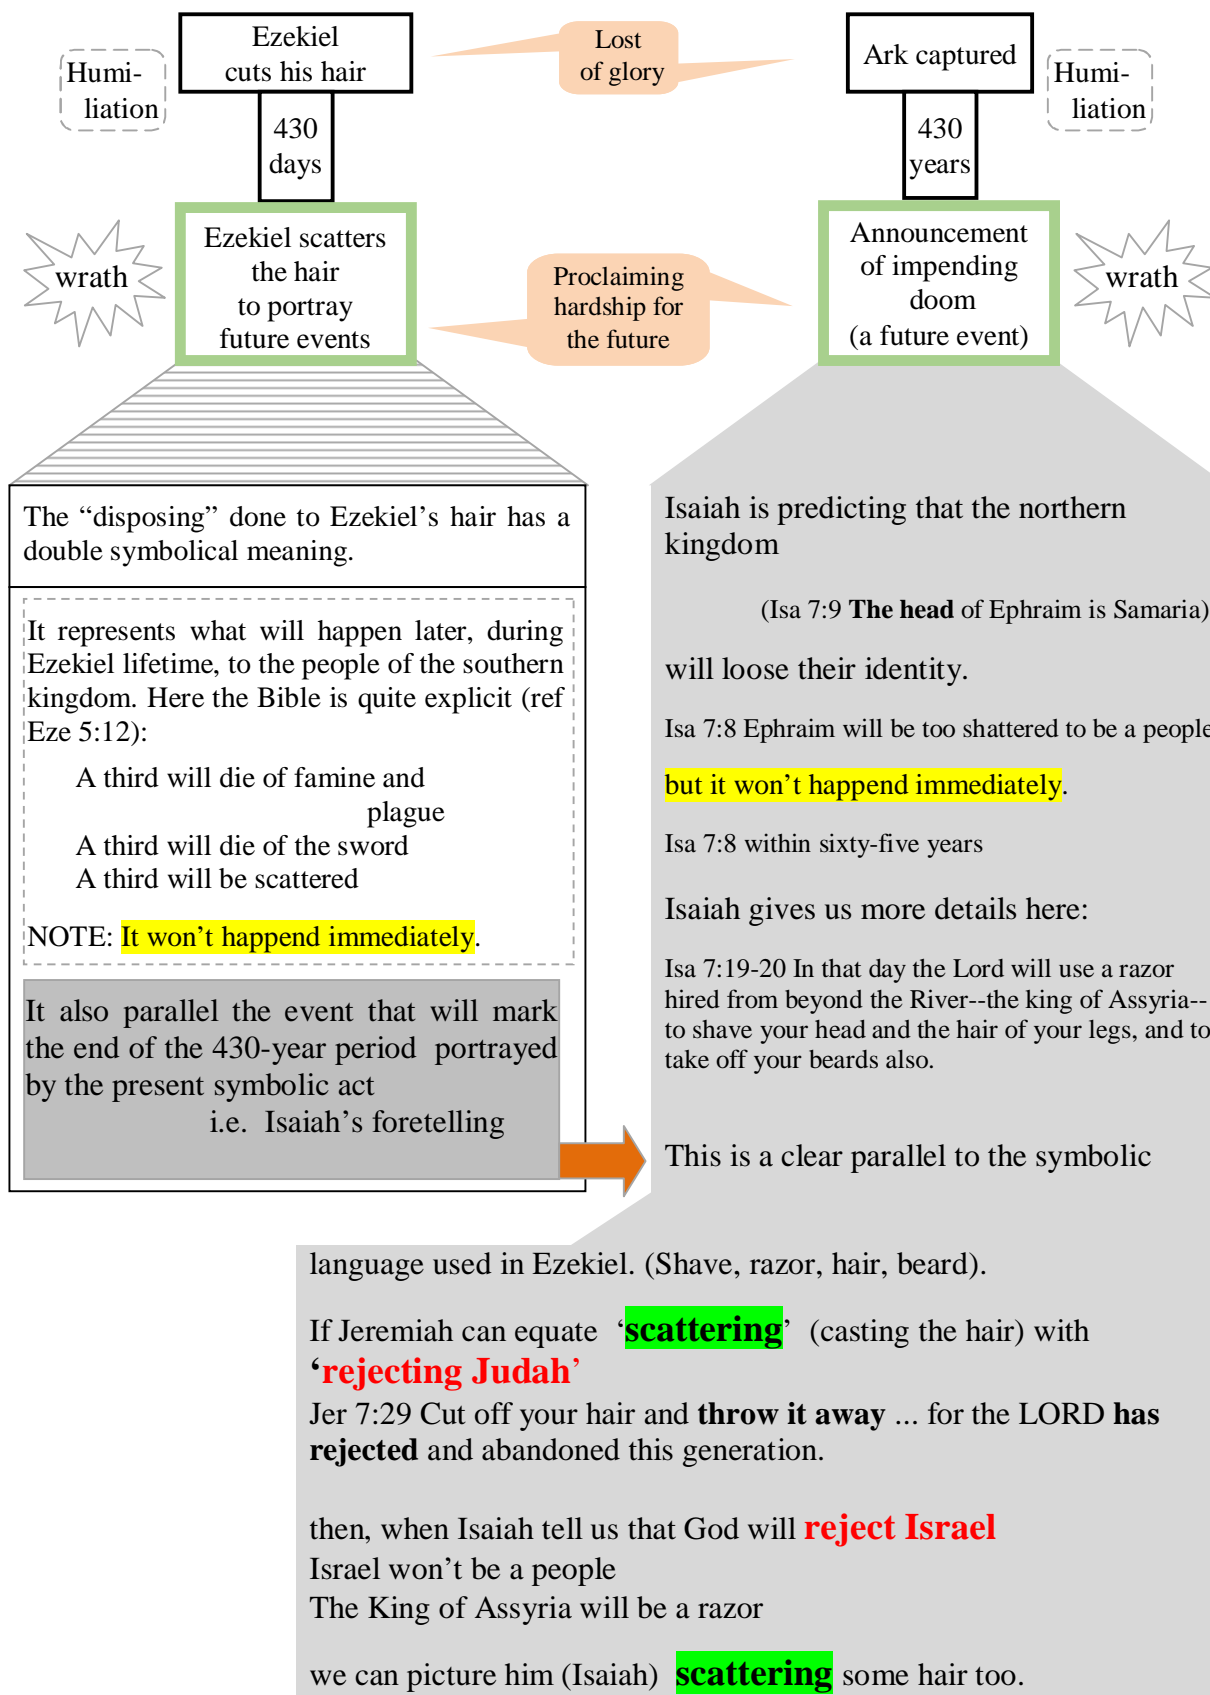 Ezekiel
cuts his hair
Lost
of glory
Ark captured
Humi-
liation
Humi-
liation
430
days
430
years
wrath
Ezekiel scatters
the hair
to portray
future events
Proclaiming
hardship for
the future
Announcement
of impending
doom
(a future event)
wrath
The “disposing” done to Ezekiel’s hair has a
double symbolical meaning.
It represents what will happen later, during
Ezekiel lifetime, to the people of the southern
kingdom. Here the Bible is quite explicit (ref
Eze 5:12):
A third will die of famine and
plague
A third will die of the sword
A third will be scattered
NOTE: It won’t happend immediately.
It also parallel the event that will mark
the end of the 430-year period portrayed
by the present symbolic act
i.e. Isaiah’s foretelling
Isaiah is predicting that the northern
kingdom
(Isa 7:9 The head of Ephraim is Samaria)
will loose their identity.
Isa 7:8 Ephraim will be too shattered to be a people
but it won’t happend immediately.
Isa 7:8 within sixty-five years
Isaiah gives us more details here:
Isa 7:19-20 In that day the Lord will use a razor
hired from beyond the River--the king of Assyria--
to shave your head and the hair of your legs, and to
take off your beards also.
This is a clear parallel to the symbolic
language used in Ezekiel. (Shave, razor, hair, beard).
If Jeremiah can equate ‘scattering’ (casting the hair) with
‘rejecting Judah’
Jer 7:29 Cut off your hair and throw it away ... for the LORD has
rejected and abandoned this generation.
then, when Isaiah tell us that God will reject Israel
Israel won’t be a people
The King of Assyria will be a razor
we can picture him (Isaiah) scattering some hair too.